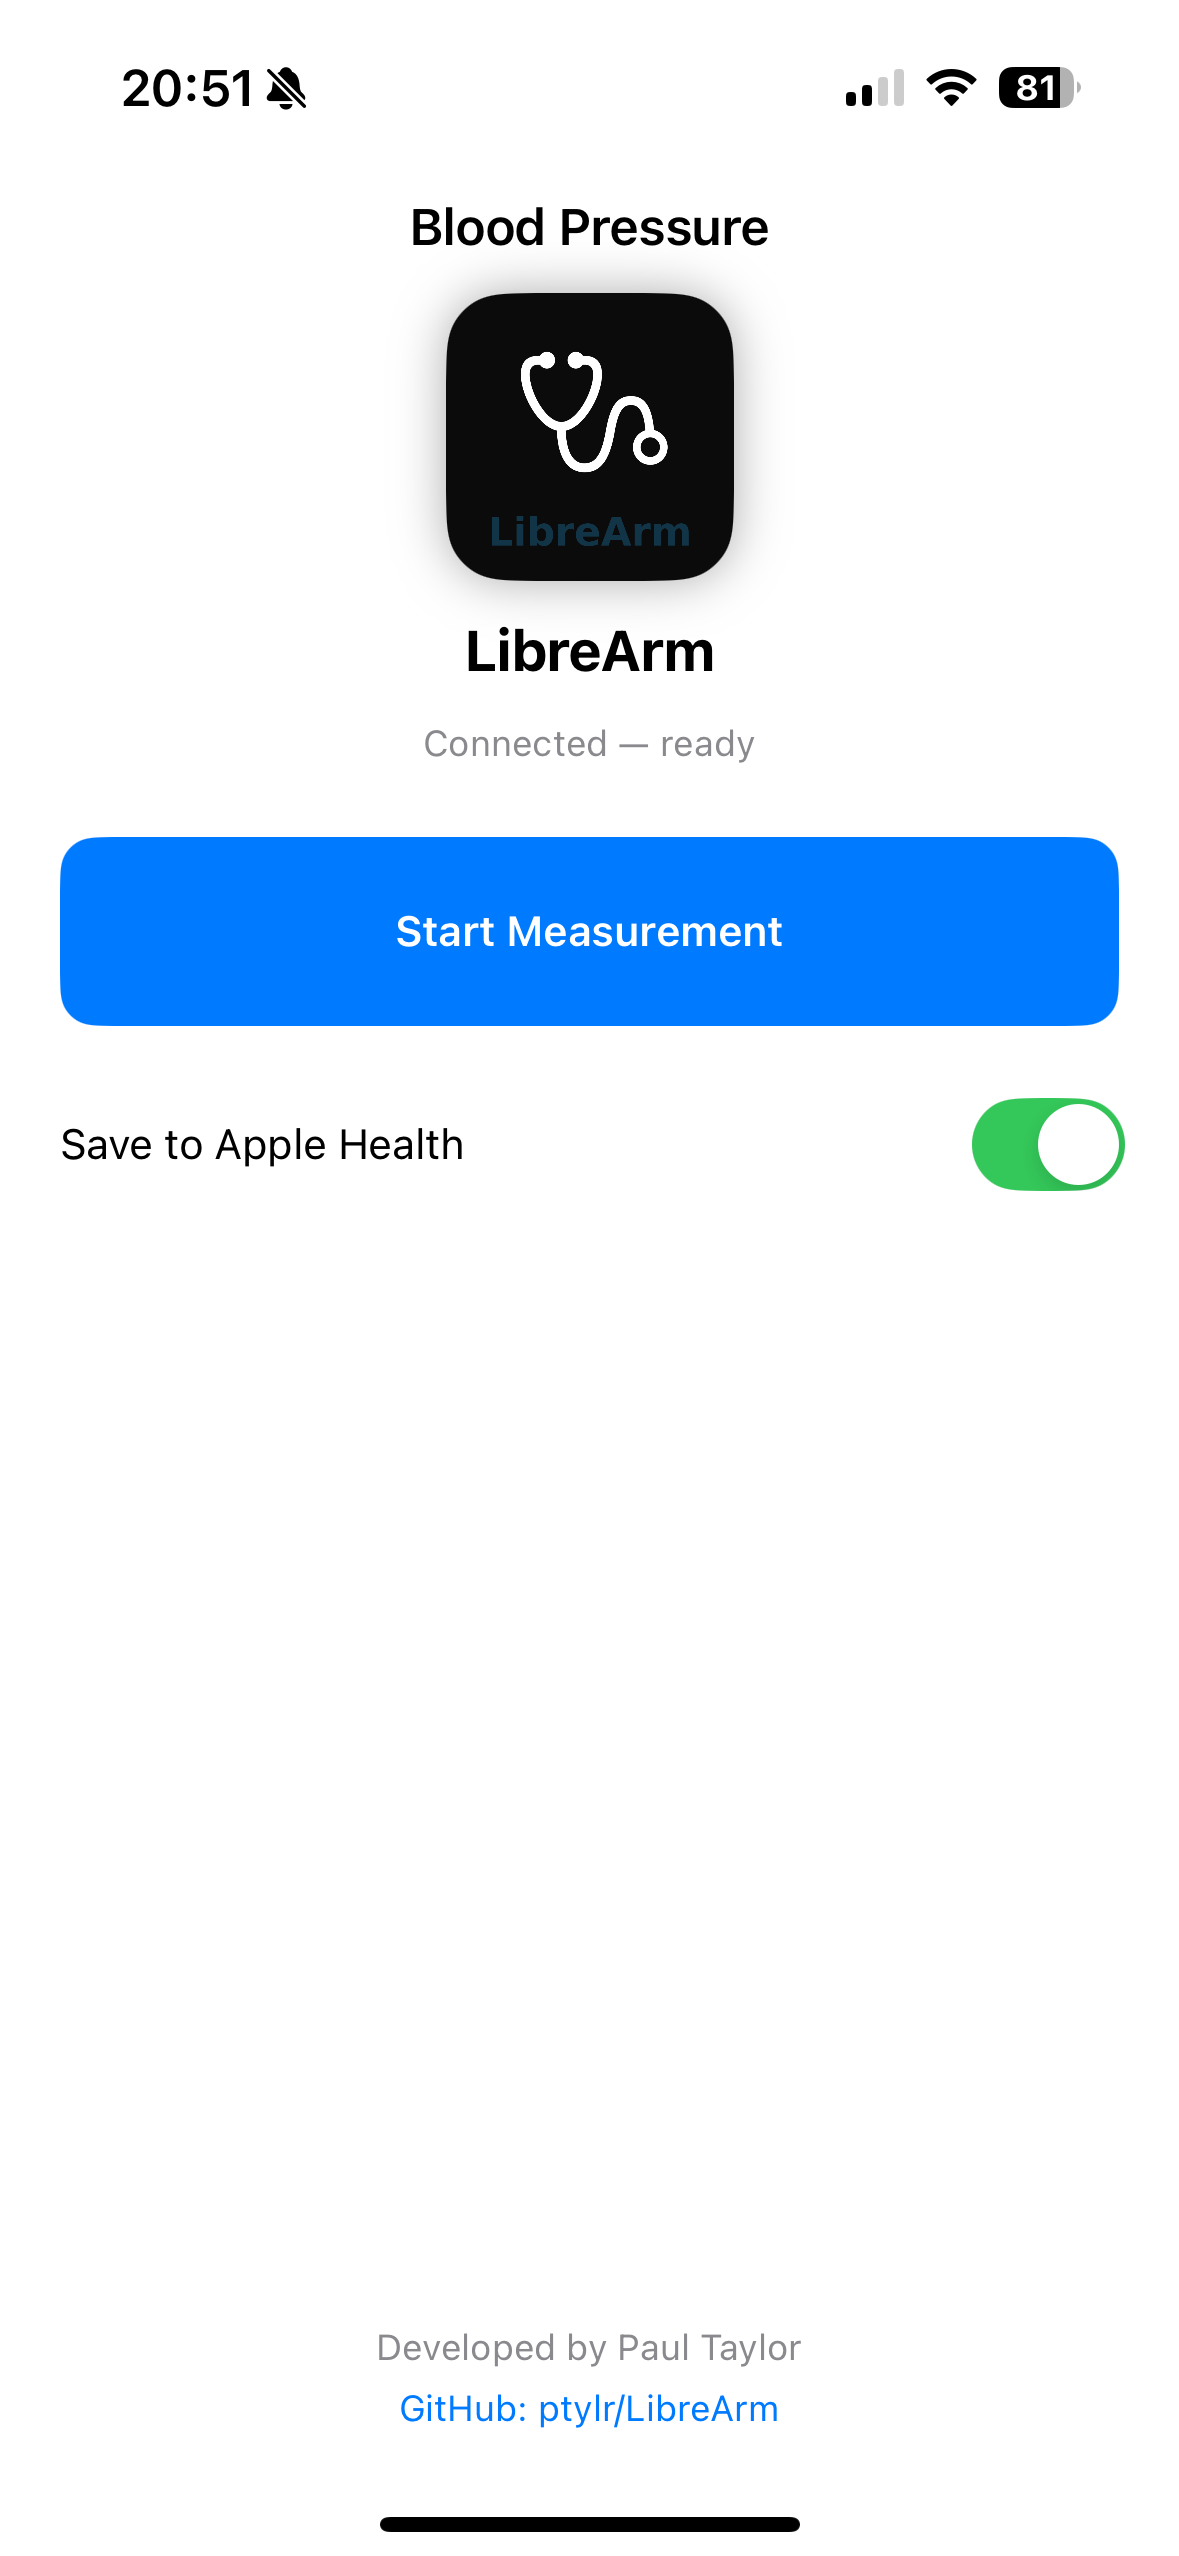 20:51
81
Blood Pressure
LibreArm
LibreArm
Connected — ready
Start Measurement
Save to Apple Health
Developed by Paul Taylor
GitHub: ptylr/LibreArm